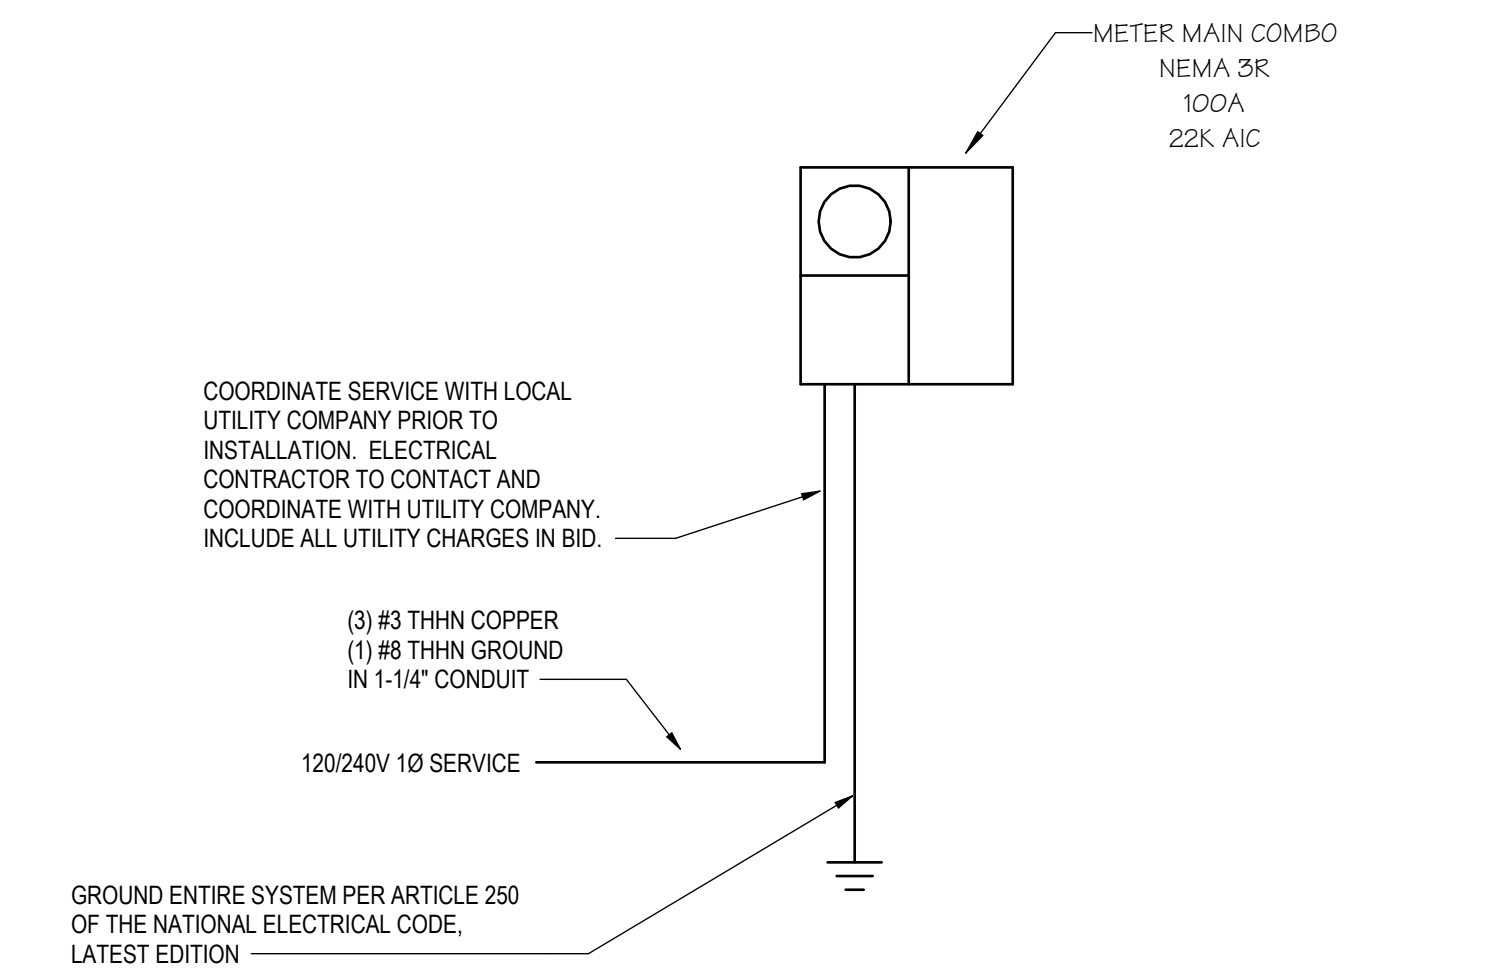 METER MAIN COMBO
NEMA 3R
100A
22K AIC
COORDINATE SERVICE WITH LOCAL
UTILITY COMPANY PRIOR TO
INSTALLATION.  ELECTRICAL
CONTRACTOR TO CONTACT AND
COORDINATE WITH UTILITY COMPANY.
INCLUDE ALL UTILITY CHARGES IN BID.
(3) #3 THHN COPPER
(1) #8 THHN GROUND
IN 1-1/4" CONDUIT
120/240V 1Ø SERVICE
GROUND ENTIRE SYSTEM PER ARTICLE 250
OF THE NATIONAL ELECTRICAL CODE,
LATEST EDITION